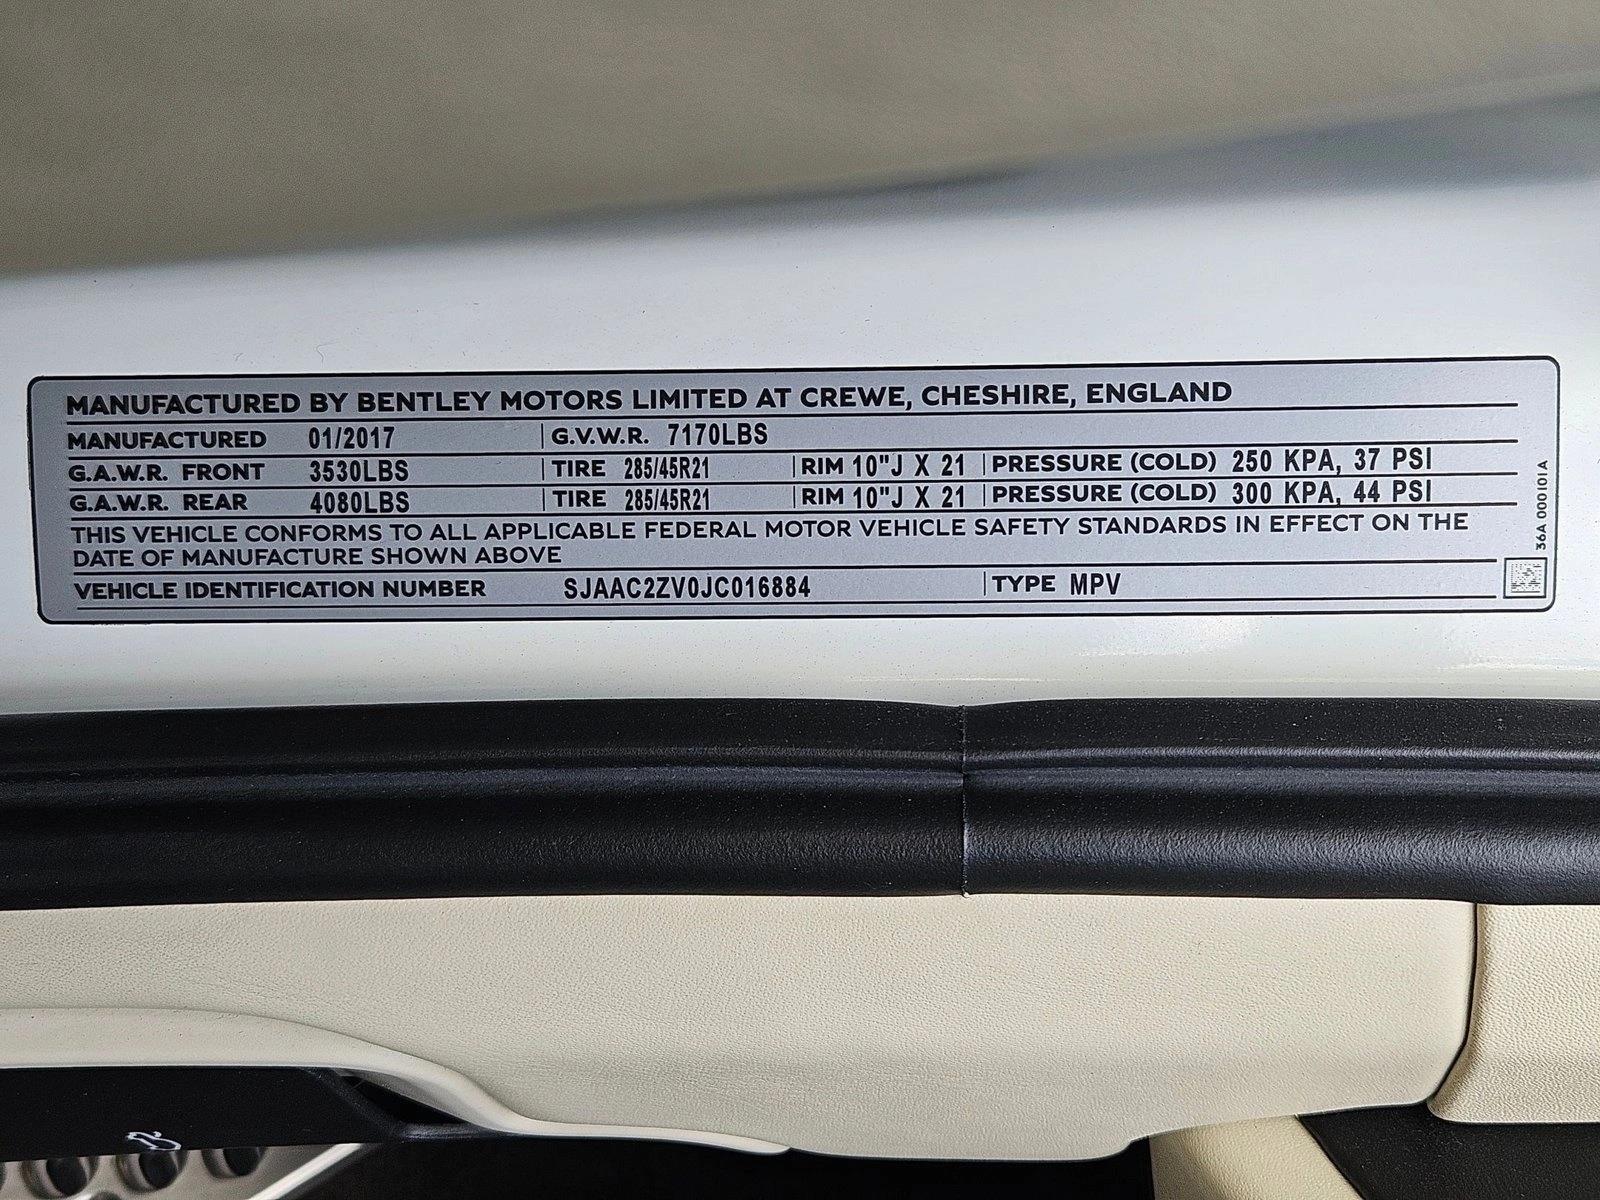 MANUFACTURED BY BENTLEY MOTORS LIMITED AT CREWE, CHESHIRE, ENGLAND
MANUFACTURED 01/2017 G.V.W.R. 7170LBS
G.A.W.R. FRONT 3530LBS TIRE 285/45R21 RIM 10"J X 21 PRESSURE (COLD) 250 KPA, 37 PSI
G.A.W.R. REAR 4080LBS TIRE 285/45R21 RIM 10"J X 21 PRESSURE (COLD) 300 KPA, 44 PSI
THIS VEHICLE CONFORMS TO ALL APPLICABLE FEDERAL MOTOR VEHICLE SAFETY STANDARDS IN EFFECT ON THE
DATE OF MANUFACTURE SHOWN ABOVE
VEHICLE IDENTIFICATION NUMBER SJAAC2ZV0JC016884 TYPE MPV
36A 000101A
B